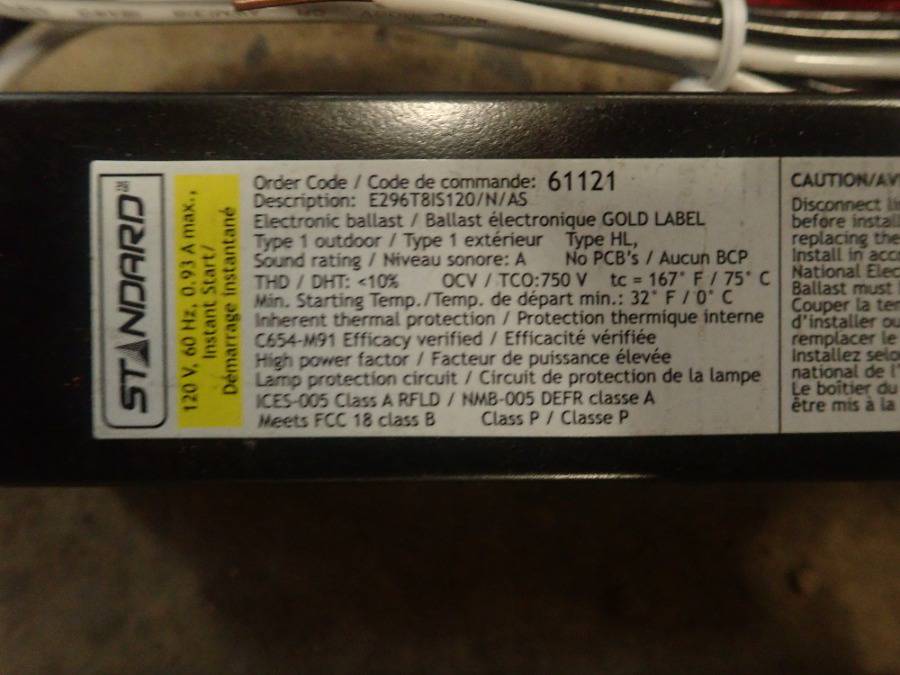 STANDARD
120 V, 60 Hz, 0.93 A max.,
Instant Start/
Démarrage instantané
Order Code / Code de commande: 61121
Description: E296T8IS120/N/AS
Electronic ballast / Ballast électronique GOLD LABEL
Type 1 outdoor / Type 1 extérieur Type HL,
Sound rating / Niveau sonore: A No PCB's / Aucun BCP
THD / DHT: <10% OCV / TCO:750 V tc = 167° F / 75° C
Min. Starting Temp./Temp. de départ min.: 32° F / 0° C
Inherent thermal protection / Protection thermique interne
C654-M91 Efficacy verified / Efficacité vérifiée
High power factor / Facteur de puissance élevée
Lamp protection circuit / Circuit de protection de la lampe
ICES-005 Class A RFLD / NMB-005 DEFR classe A
Meets FCC 18 class B Class P / Classe P
CAUTION/AV
Disconnect
before install
replacing the
Install in acc
National Elec
Ballast must
Couper la ten
d'installer ou
remplacer le
Installez selo
national de l'
Le boîtier du
être mis à la